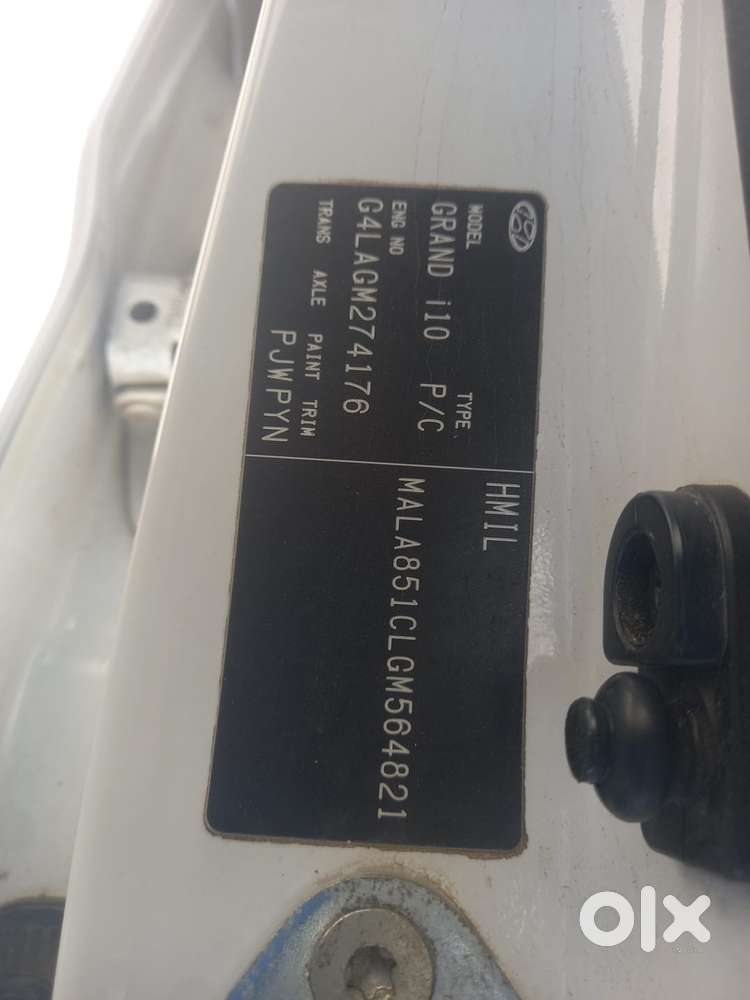 MODEL TYPE
GRAND i10 P/C
ENG NO
G4LAGM274176
TRANS AXLE PAINT TRIM
PJWPYN
HMIL
MALA851CLGM564821
olx